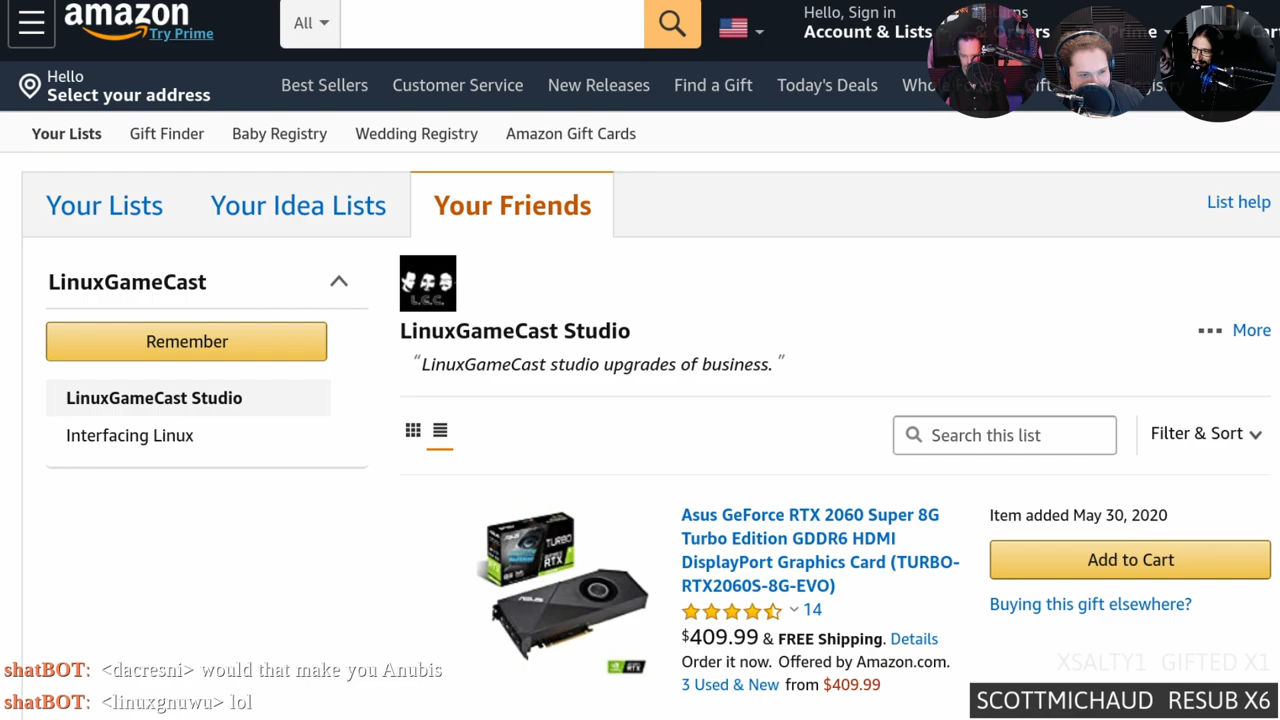 amazon
Try Prime
All
Hello, Sign in
Account & Lists
Hello
Select your address
Best Sellers
Customer Service
New Releases
Find a Gift
Today's Deals
Your Lists
Gift Finder
Baby Registry
Wedding Registry
Amazon Gift Cards
Your Lists
Your Idea Lists
Your Friends
List help
LinuxGameCast
Remember
LinuxGameCast Studio
Interfacing Linux
L.G.C.
LinuxGameCast Studio
“LinuxGameCast studio upgrades of business.”
More
Search this list
Filter & Sort
TURBO
RTX
ASUS
Asus GeForce RTX 2060 Super 8G
Turbo Edition GDDR6 HDMI
DisplayPort Graphics Card (TURBO-
RTX2060S-8G-EVO)
14
$409.99 & FREE Shipping. Details
Order it now. Offered by Amazon.com.
3 Used & New from $409.99
Item added May 30, 2020
Add to Cart
Buying this gift elsewhere?
shatBOT: <dacresni> would that make you Anubis
shatBOT: <linuxgnuwu> lol
XSALTY1 GIFTED X1
SCOTTMICHAUD RESUB X6